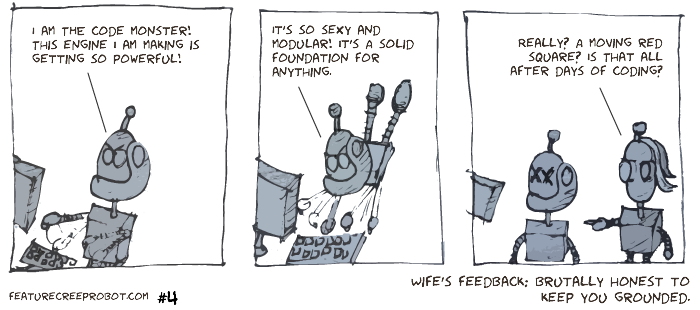 I AM THE CODE MONSTER!
THIS ENGINE I AM MAKING IS
GETTING SO POWERFUL!
IT'S SO SEXY AND
MODULAR! IT'S A SOLID
FOUNDATION FOR
ANYTHING.
REALLY? A MOVING RED
SQUARE? IS THAT ALL
AFTER DAYS OF CODING?
FEATURECREEPROBOT.COM #4
WIFE'S FEEDBACK; BRUTALLY HONEST TO
KEEP YOU GROUNDED.